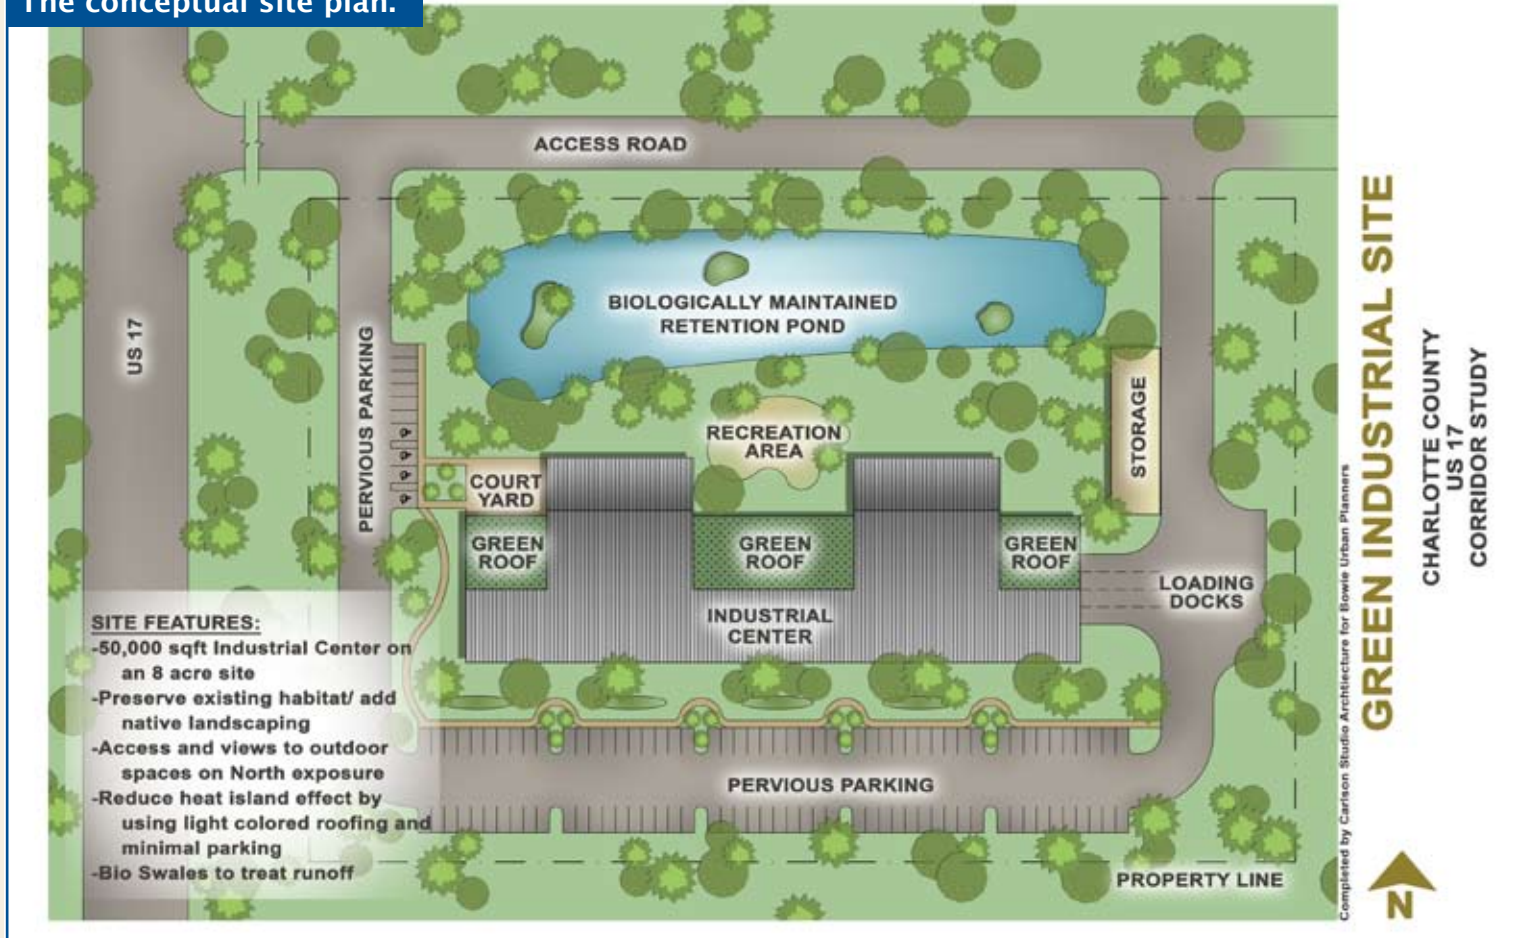 The conceptual site plan.
ACCESS ROAD
US 17
PERVIOUS PARKING
BIOLOGICALLY MAINTAINED
RETENTION POND
RECREATION
AREA
STORAGE
COURT
YARD
GREEN
ROOF
GREEN
ROOF
GREEN
ROOF
INDUSTRIAL
CENTER
LOADING
DOCKS
PERVIOUS PARKING
PROPERTY LINE
SITE FEATURES:
-50,000 sqft Industrial Center on
an 8 acre site
-Preserve existing habitat/ add
native landscaping
-Access and views to outdoor
spaces on North exposure
-Reduce heat island effect by
using light colored roofing and
minimal parking
-Bio Swales to treat runoff
Completed by Carlson Studio Archtiecture for Bowie Urban Planners
GREEN INDUSTRIAL SITE
CHARLOTTE COUNTY
US 17
CORRIDOR STUDY
N